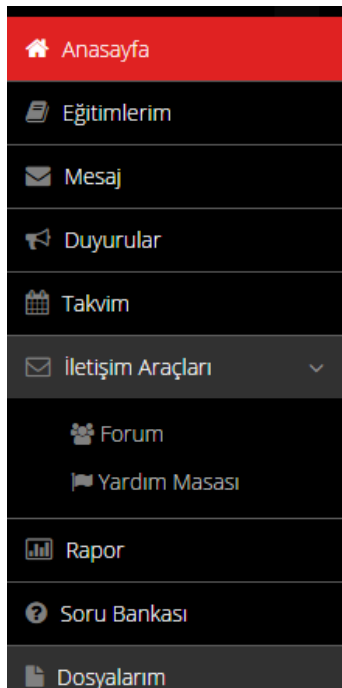 Anasayfa
Eğitimlerim
Mesaj
Duyurular
Takvim
İletişim Araçları
Forum
Yardım Masası
Rapor
Soru Bankası
Dosyalarım